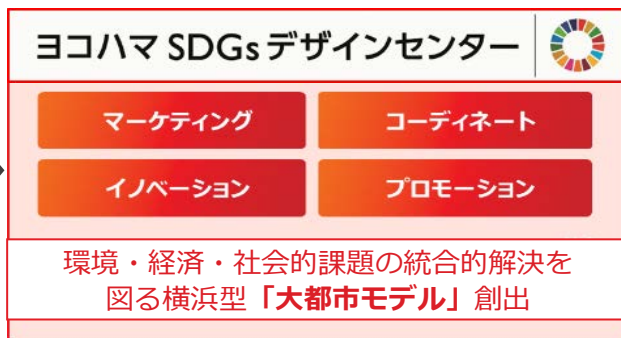 ヨコハマ SDGsデザインセンター
マーケティング コーディネート
イノベーション プロモーション
環境・経済・社会的課題の統合的解決を
図る横浜型「大都市モデル」創出